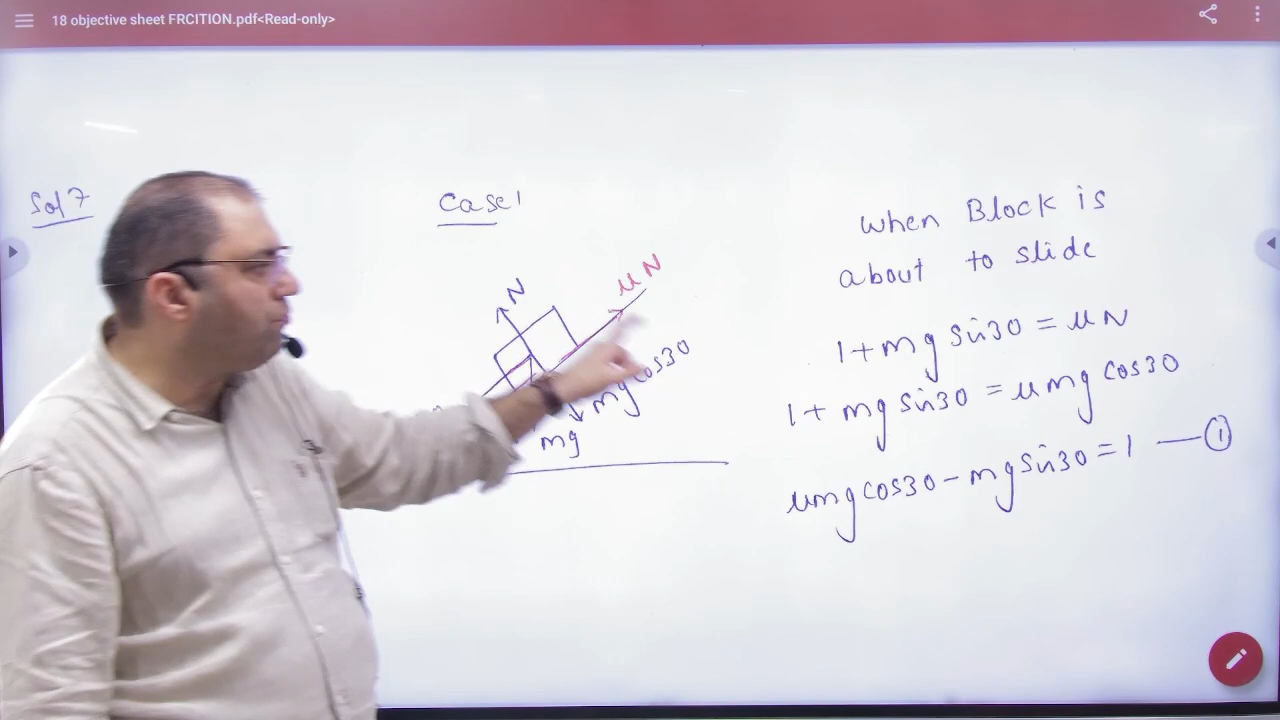 18 objective sheet FRCITION.pdf<Read-only>
Sol 7
Case 1
N
μN
mg cos30
mg
when Block is
about to slide
1 + mg sin30 = μN
1 + mg sin30 = μmg cos30
μmg cos30 - mg sin30 = 1 — ①